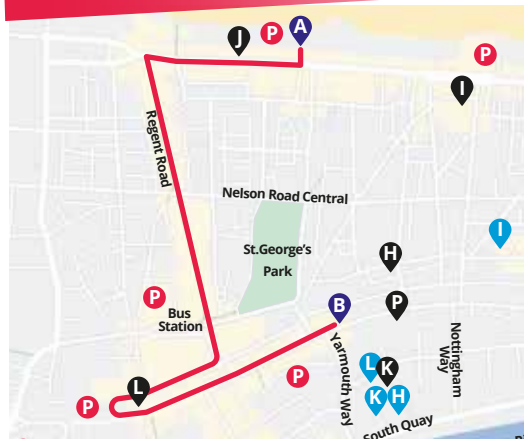 A
J
P
P
I
Regent Road
Nelson Road Central
St.George's
Park
I
H
P
Bus
Station
B
P
Yarmouth Way
Nottingham
Way
L
K
P
L
P
K
H
South Quay